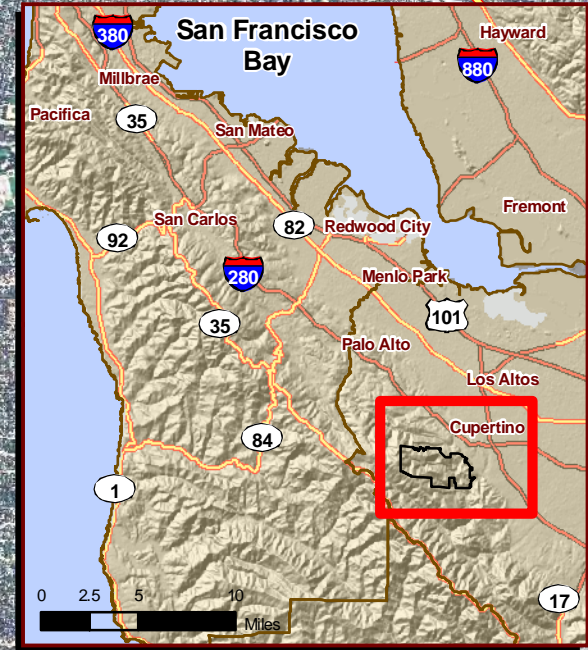 380
San Francisco
Bay
Hayward
880
Millbrae
Pacifica
35
San Mateo
Fremont
San Carlos
82
Redwood City
92
280
Menlo Park
101
35
Palo Alto
Los Altos
Cupertino
84
1
0 2.5 5 10
Miles
17